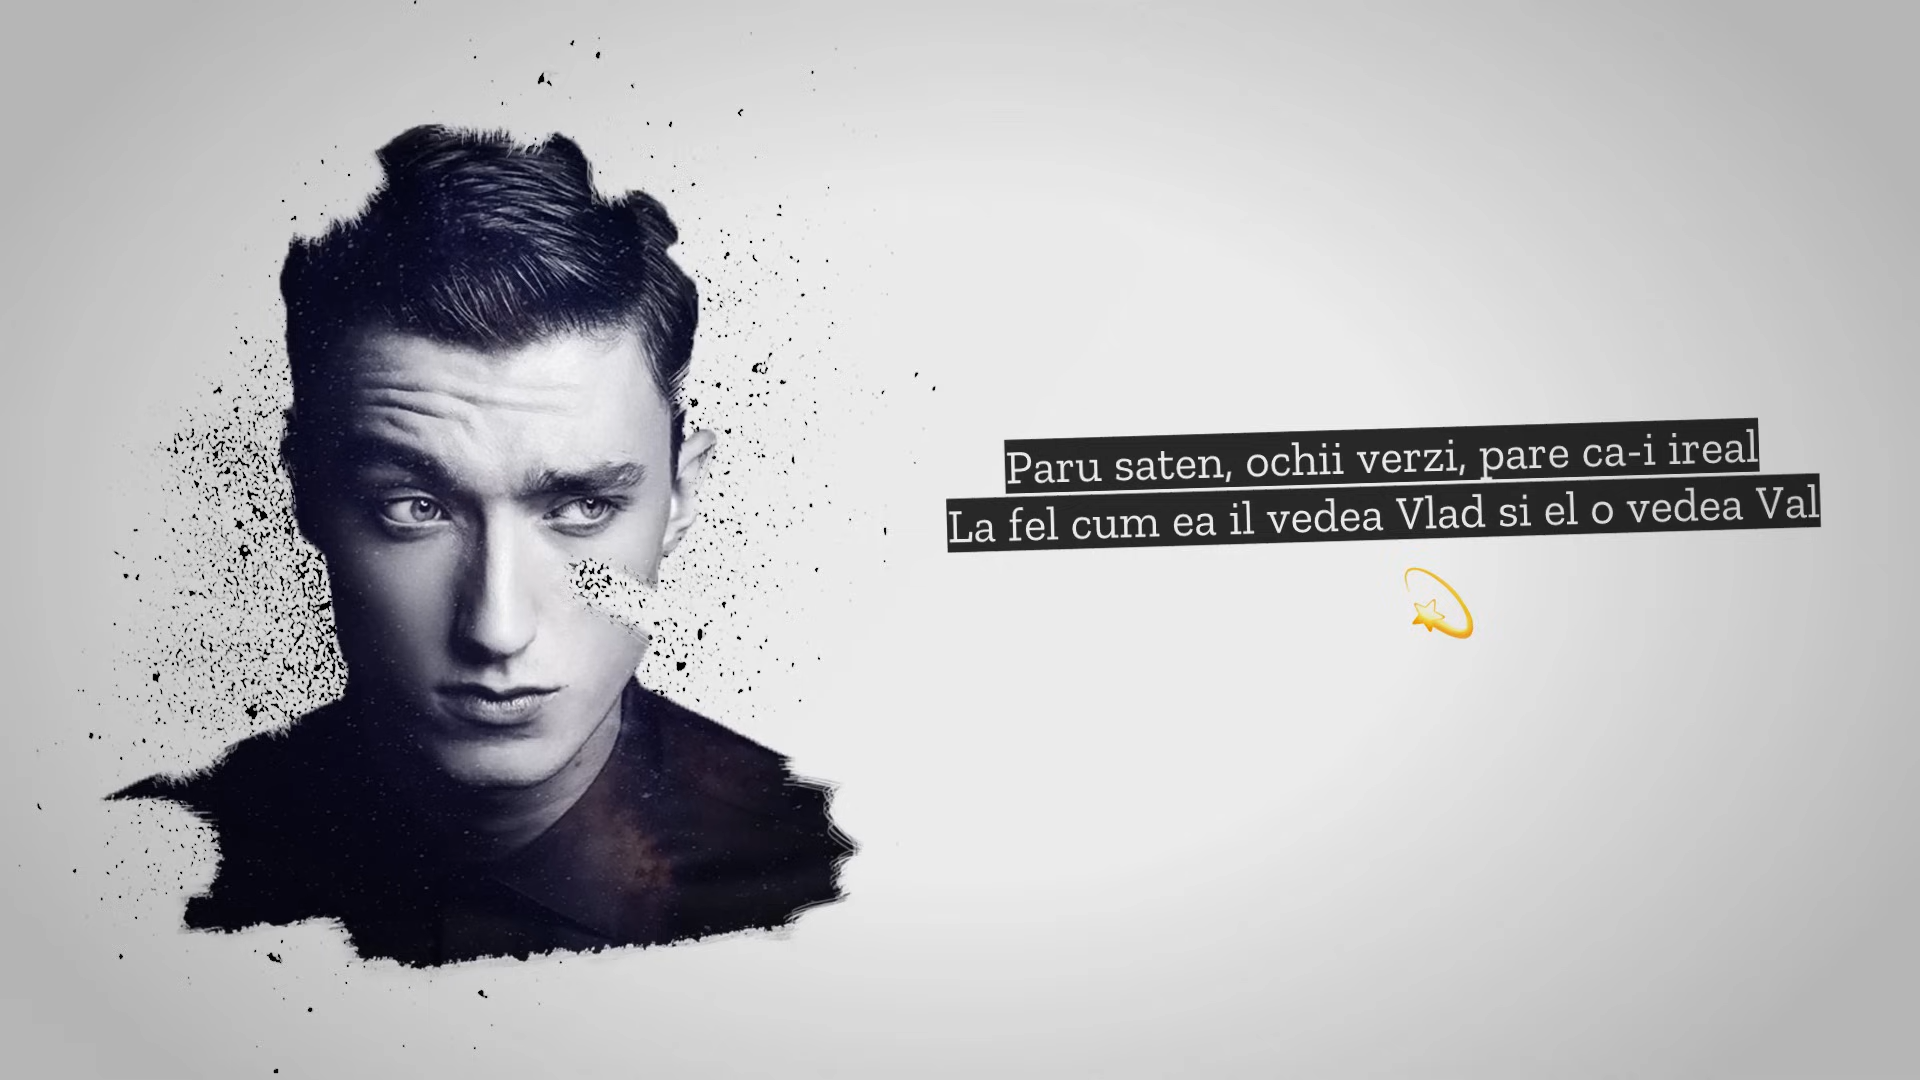 Paru saten, ochii verzi, pare ca-i ireal
La fel cum ea il vedea Vlad si el o vedea Val